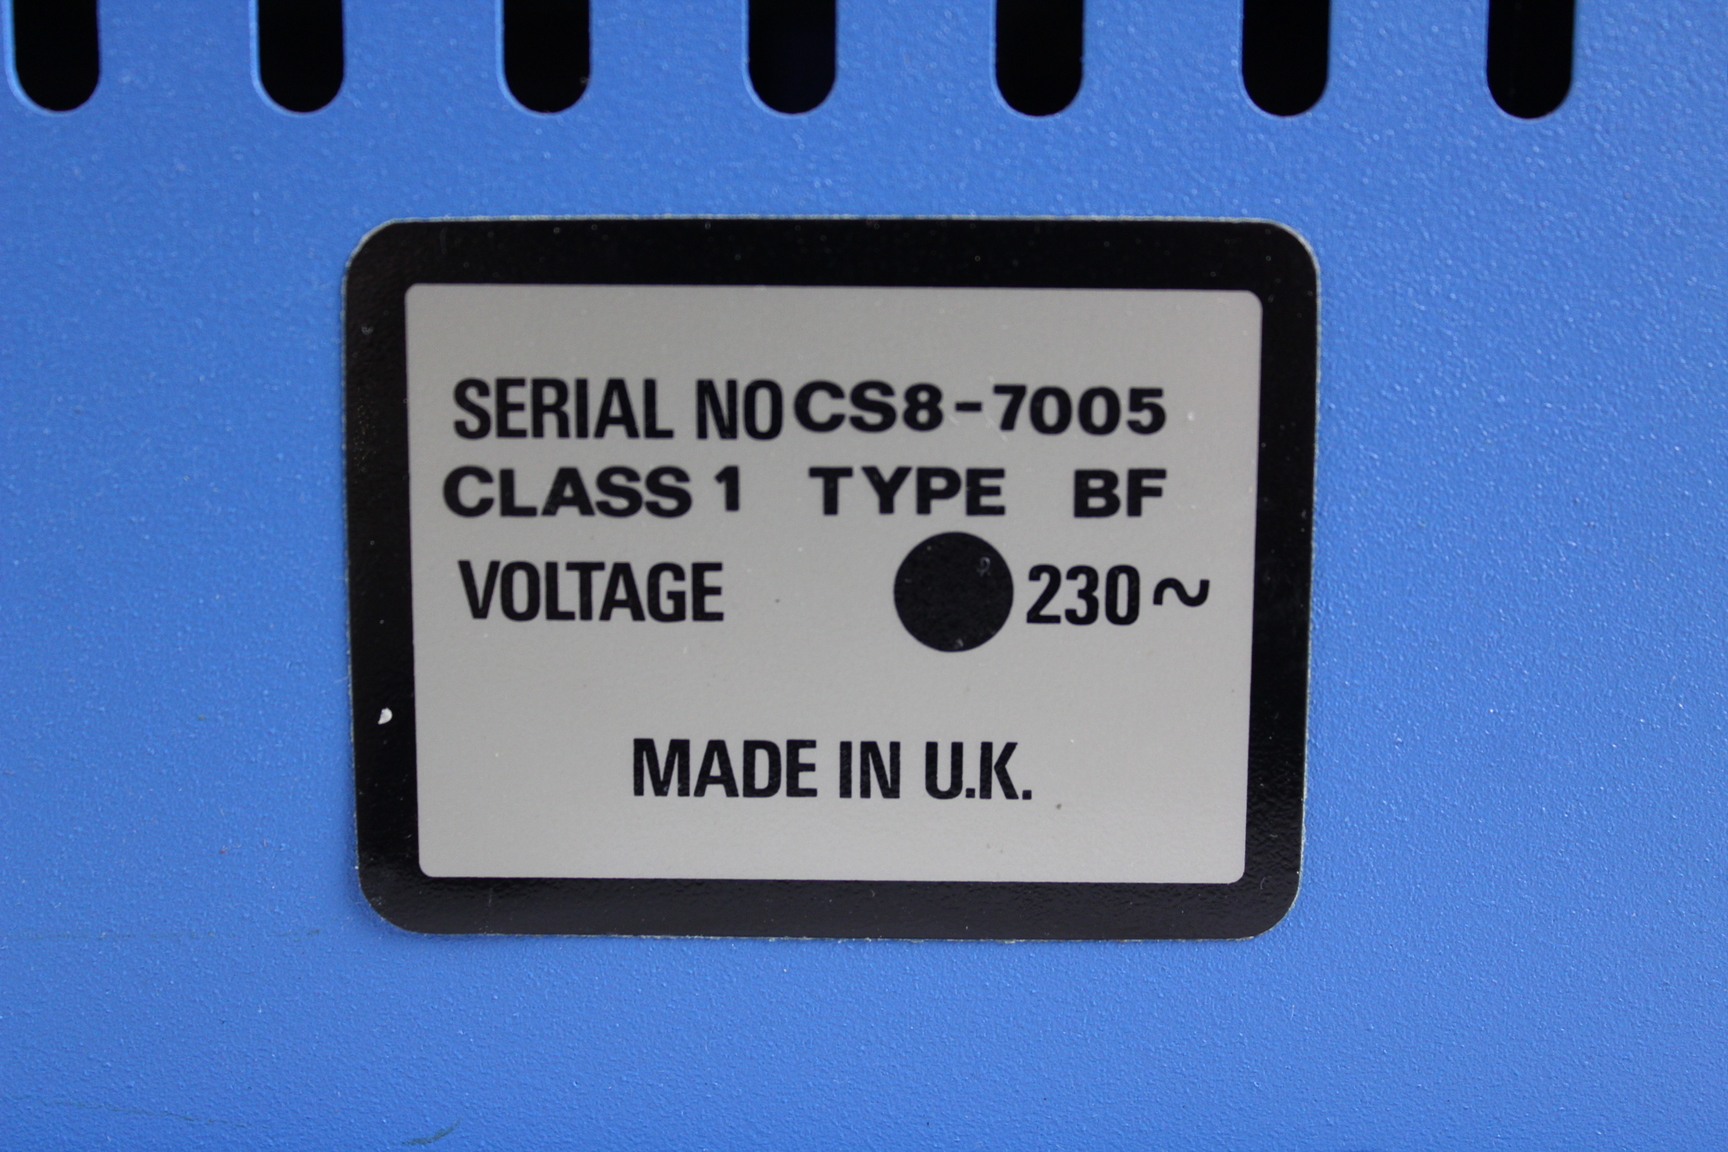 SERIAL NO CS8-7005
CLASS 1 TYPE BF
VOLTAGE 230~
MADE IN U.K.